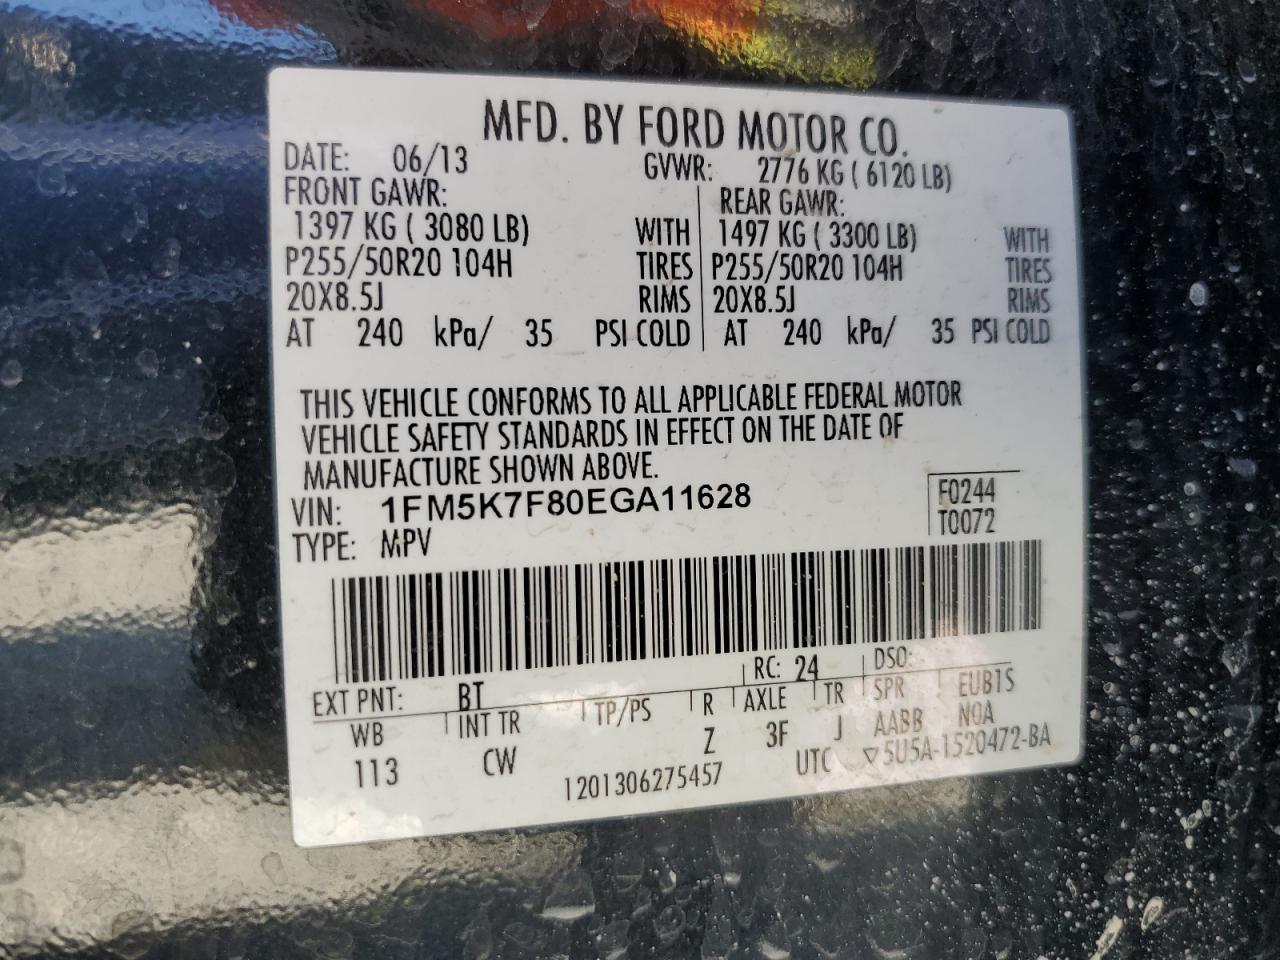 MFD. BY FORD MOTOR CO.
DATE: 06/13 GVWR: 2776 KG ( 6120 LB)
FRONT GAWR: REAR GAWR:
1397 KG ( 3080 LB) WITH 1497 KG ( 3300 LB) WITH
P255/50R20 104H TIRES P255/50R20 104H TIRES
20X8.5J RIMS 20X8.5J RIMS
AT 240 kPa/ 35 PSI COLD AT 240 kPa/ 35 PSI COLD
THIS VEHICLE CONFORMS TO ALL APPLICABLE FEDERAL MOTOR
VEHICLE SAFETY STANDARDS IN EFFECT ON THE DATE OF
MANUFACTURE SHOWN ABOVE.
VIN: 1FM5K7F80EGA11628 F0244
TYPE: MPV T0072
EXT PNT: BT RC: 24 DSO:
WB INT TR TP/PS R AXLE TR SPR EUB1S
113 CW Z 3F J AABB N0A
1201306275457 UTC ▽5U5A-1520472-BA